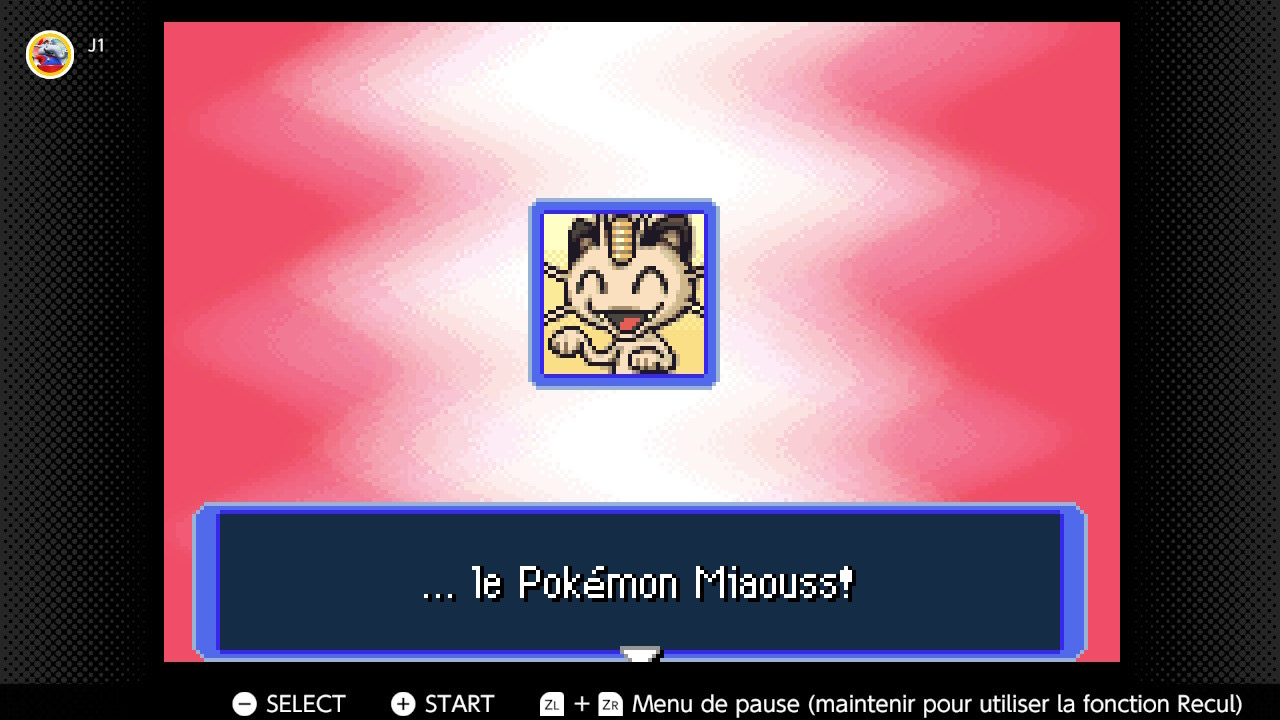 J1
... le Pokémon Miaouss!
SELECT START ZL + ZR Menu de pause (maintenir pour utiliser la fonction Recul)